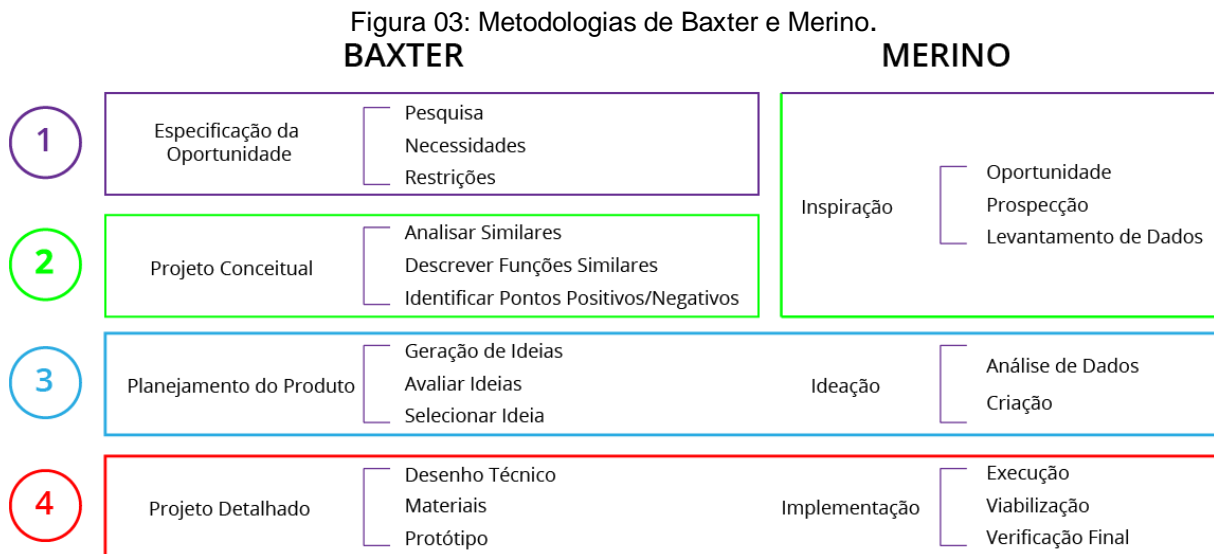 Figura 03: Metodologias de Baxter e Merino.
BAXTER
MERINO
1
Especificação da
Oportunidade
Pesquisa
Necessidades
Restrições
Inspiração
Oportunidade
Prospecção
Levantamento de Dados
2
Projeto Conceitual
Analisar Similares
Descrever Funções Similares
Identificar Pontos Positivos/Negativos
3
Planejamento do Produto
Geração de Ideias
Avaliar Ideias
Selecionar Ideia
Ideação
Análise de Dados
Criação
4
Projeto Detalhado
Desenho Técnico
Materiais
Protótipo
Implementação
Execução
Viabilização
Verificação Final